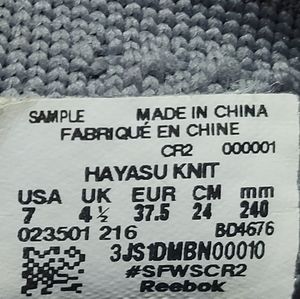 SAMPLE MADE IN CHINA
FABRIQUÉ EN CHINE
CR2 000001
HAYASU KNIT
USA UK EUR CM mm
7 4½ 37.5 24 240
023501 216 BD4676
3JS1DMBN00010
#SFWSCR2
Reebok